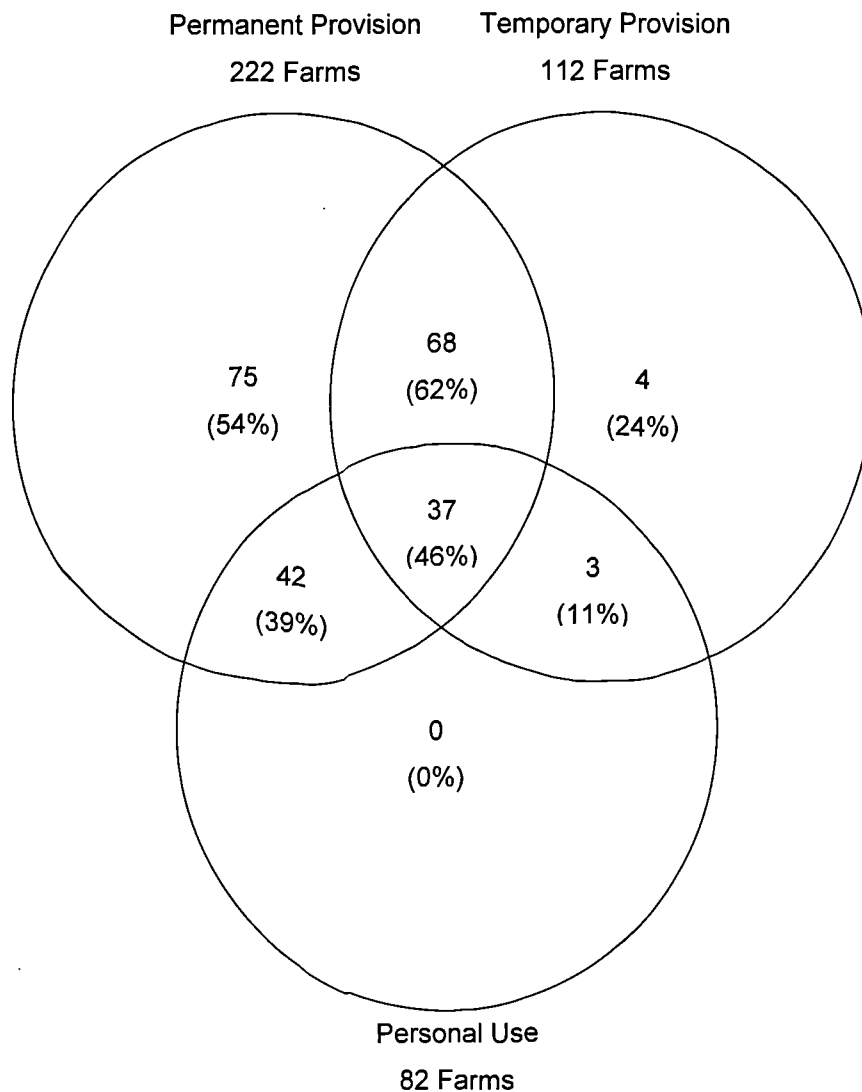 Permanent Provision
222 Farms
Temporary Provision
112 Farms
75
(54%)
68
(62%)
4
(24%)
37
(46%)
42
(39%)
3
(11%)
0
(0%)
Personal Use
82 Farms